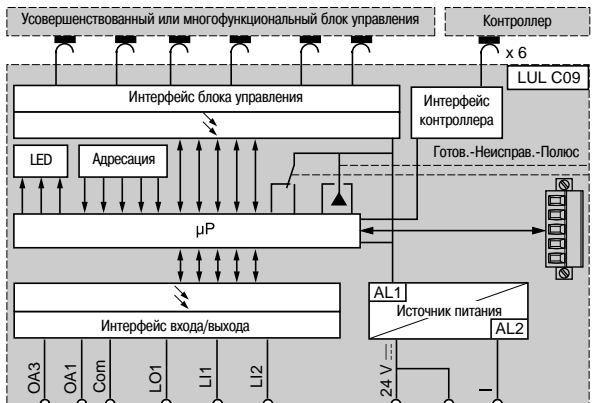 Усовершенствованный или многофункциональный блок управления
Контроллер
x 6
LUL C09
Интерфейс блока управления
Интерфейс
контроллера
LED
Адресация
Готов.-Неисправ.-Полюс
µP
AL1
Источник питания
AL2
Интерфейс входа/выхода
OA3
OA1
Com
LO1
LI1
LI2
24 V
I